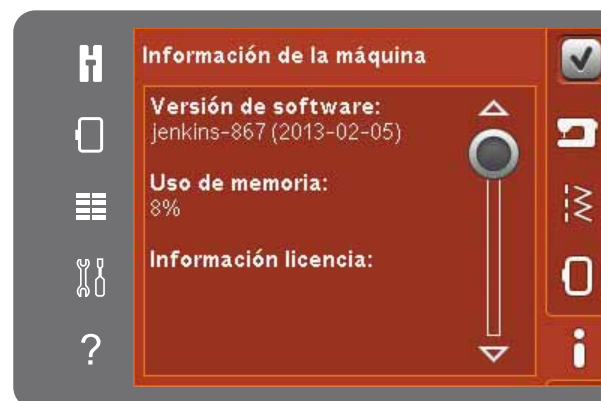 Información de la máquina
Versión de software:
jenkins-867 (2013-02-05)
Uso de memoria:
8%
Información licencia:
?